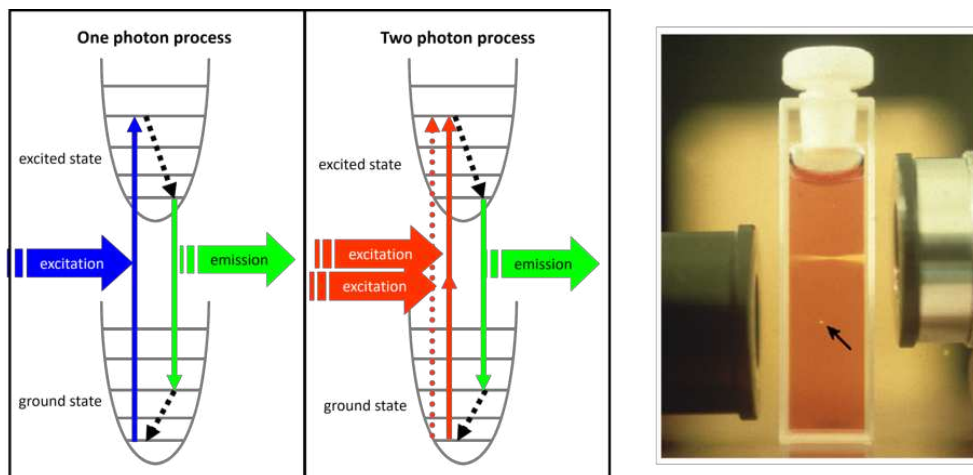 One photon process
excited state
excitation
emission
ground state
Two photon process
excited state
excitation
excitation
emission
ground state